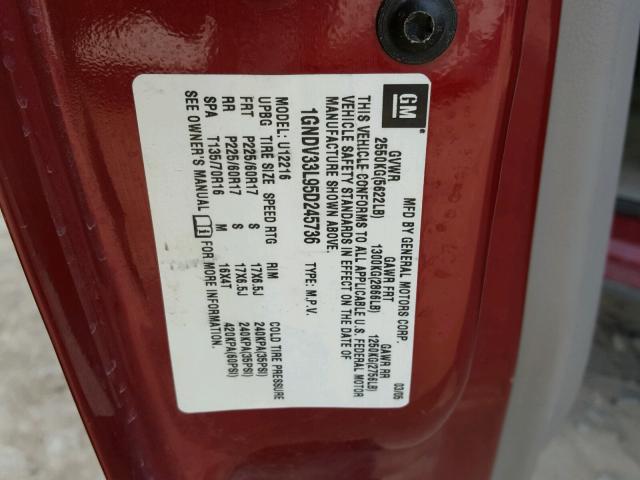 GM
MFD BY GENERAL MOTORS CORP. 03/05
GVWR GAWR FRT GAWR RR
2550KG(5622LB) 1300KG(2866LB) 1250KG(2756LB)
THIS VEHICLE CONFORMS TO ALL APPLICABLE U.S. FEDERAL MOTOR
VEHICLE SAFETY STANDARDS IN EFFECT ON THE DATE OF
MANUFACTURE SHOWN ABOVE.
1GNDV33L95D245736 TYPE: M.P.V.
MODEL: U12216
UPBG TIRE SIZE SPEED RTG RIM COLD TIRE PRESSURE
FRT P225/60R17 S 17X6.5J 240KPA(35PSI)
RR P225/60R17 S 17X6.5J 240KPA(35PSI)
SPA T135/70R16 M 16X4T 420KPA(60PSI)
SEE OWNER'S MANUAL FOR MORE INFORMATION.